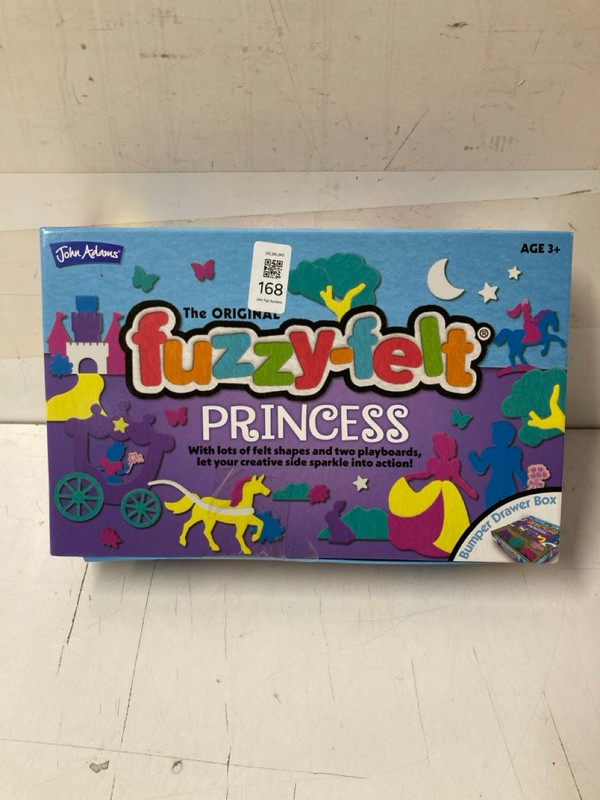 John Adams®
AGE 3+
168
The ORIGINAL
fuzzy-felt®
PRINCESS
With lots of felt shapes and two playboards,
let your creative side sparkle into action!
Bumper Drawer Box